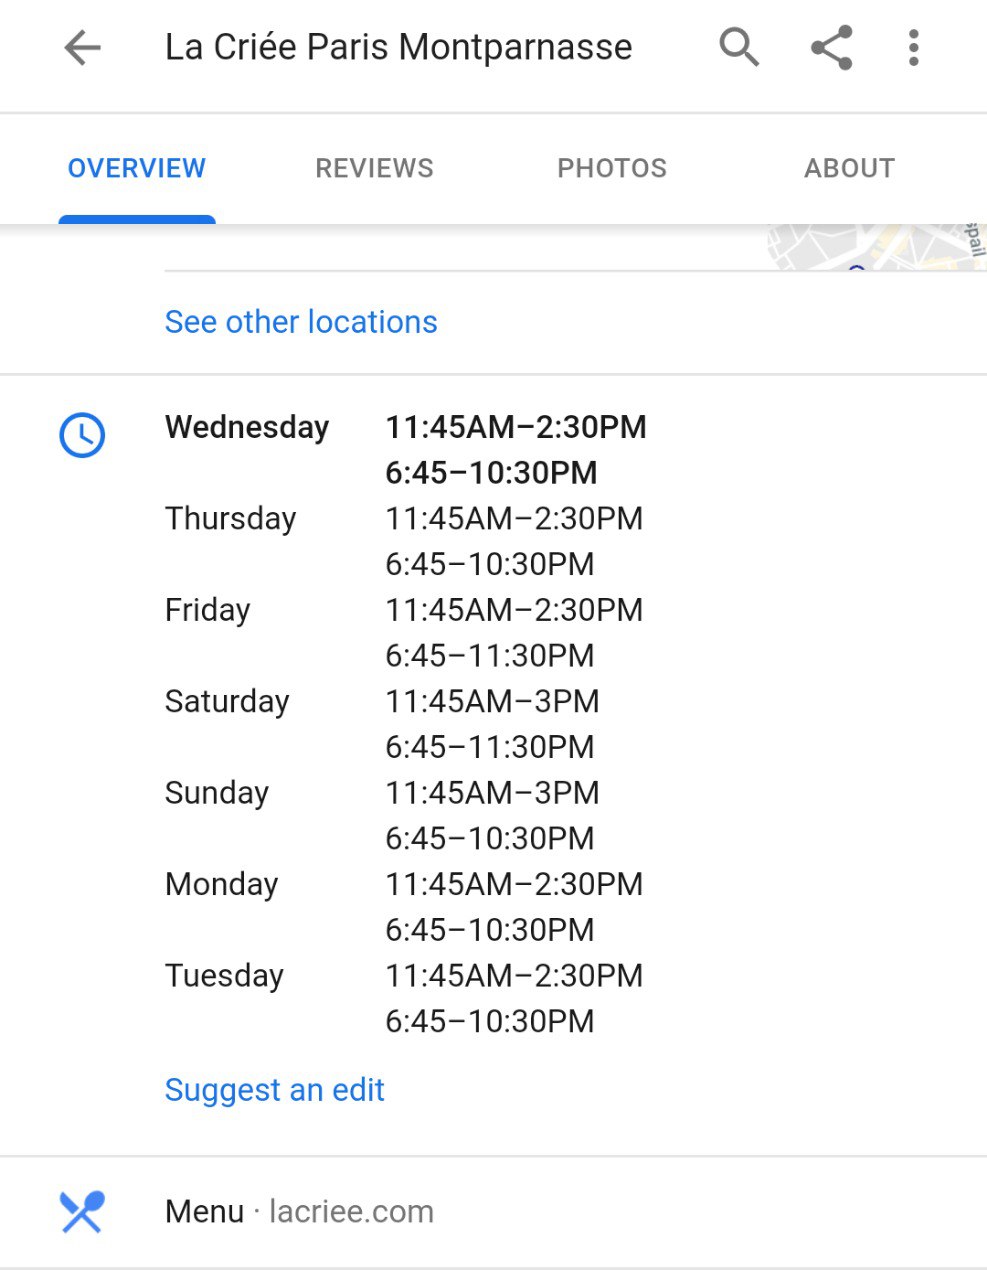 La Criée Paris Montparnasse
OVERVIEW REVIEWS PHOTOS ABOUT
spail
See other locations
Wednesday 11:45AM–2:30PM
6:45–10:30PM
Thursday 11:45AM–2:30PM
6:45–10:30PM
Friday 11:45AM–2:30PM
6:45–11:30PM
Saturday 11:45AM–3PM
6:45–11:30PM
Sunday 11:45AM–3PM
6:45–10:30PM
Monday 11:45AM–2:30PM
6:45–10:30PM
Tuesday 11:45AM–2:30PM
6:45–10:30PM
Suggest an edit
Menu · lacriee.com